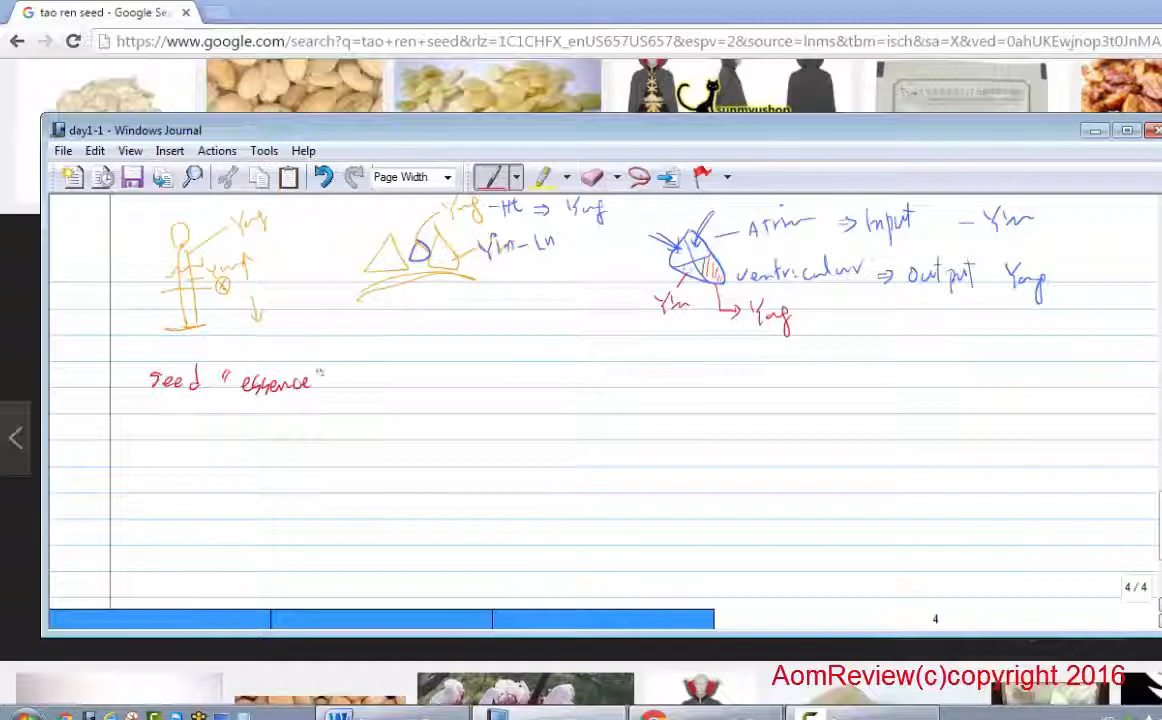 tao ren seed - Google Se
https://www.google.com/search?q=tao+ren+seed&rlz=1C1CHFX_enUS657US657&espv=2&source=lnms&tbm=isch&sa=X&ved=0ahUKEwjnop3t0JnMA
sunmyushop
day1-1 - Windows Journal
File Edit View Insert Actions Tools Help
Page Width
Yang
Yang - Ht ⇒ Yang
Yin - Ln
⇒ Input - Yin
ventricular ⇒ output Yang
Yin
Yang
seed "essence"
4 / 4
4
AomReview(c)copyright 2016